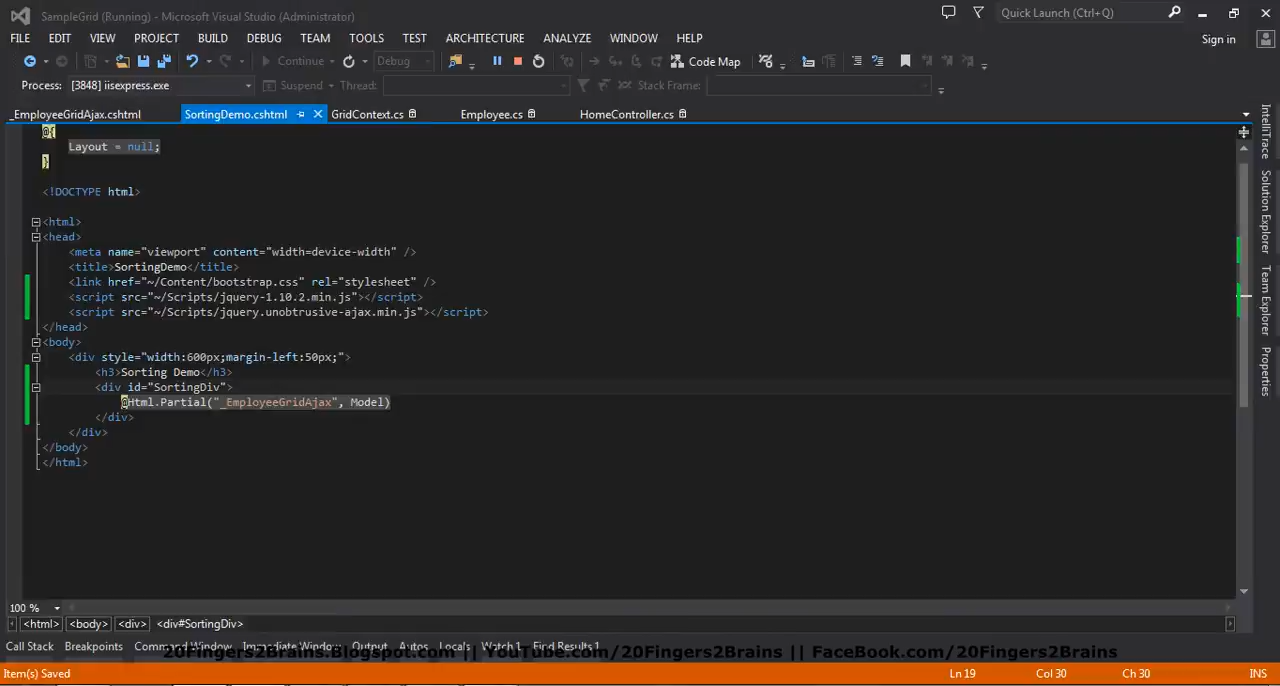 SampleGrid (Running) - Microsoft Visual Studio (Administrator)
Quick Launch (Ctrl+Q)
FILE EDIT VIEW PROJECT BUILD DEBUG TEAM TOOLS TEST ARCHITECTURE ANALYZE WINDOW HELP
Sign in
Continue Debug Code Map
Process: [3848] iisexpress.exe Suspend Thread: Stack Frame:
_EmployeeGridAjax.cshtml SortingDemo.cshtml GridContext.cs Employee.cs HomeController.cs
@{
Layout = null;
}
<!DOCTYPE html>
<html>
<head>
<meta name="viewport" content="width=device-width" />
<title>SortingDemo</title>
<link href="~/Content/bootstrap.css" rel="stylesheet" />
<script src="~/Scripts/jquery-1.10.2.min.js"></script>
<script src="~/Scripts/jquery.unobtrusive-ajax.min.js"></script>
</head>
<body>
<div style="width:600px;margin-left:50px;">
<h3>Sorting Demo</h3>
<div id="SortingDiv">
@Html.Partial("_EmployeeGridAjax", Model)
</div>
</div>
</body>
</html>
IntelliTrace
Solution Explorer
Team Explorer
Properties
100 %
<html> <body> <div> <div#SortingDiv>
Call Stack Breakpoints Command Window Immediate Window Output Autos Locals Watch 1 Find Results 1
20Fingers2Brains.Blogspot.com || YouTube.com/20Fingers2Brains || FaceBook.com/20Fingers2Brains
Item(s) Saved Ln 19 Col 30 Ch 30 INS